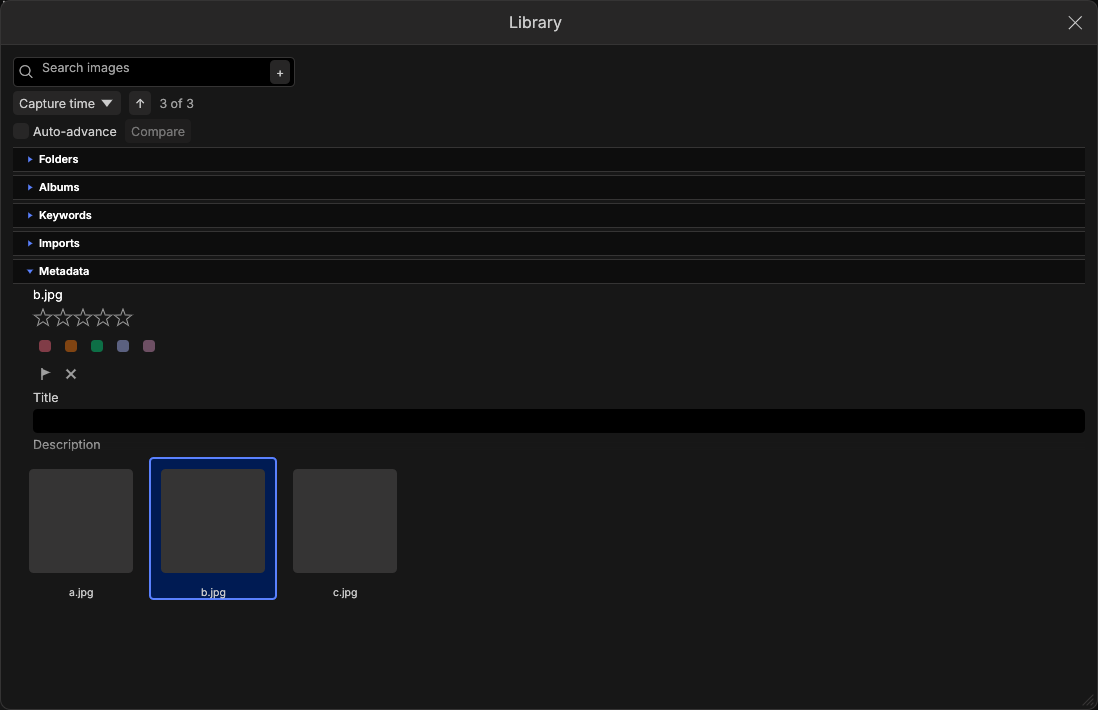 Library
Search images
+
Capture time 3 of 3
Auto-advance Compare
Folders
Albums
Keywords
Imports
Metadata
b.jpg
Title
Description
a.jpg b.jpg c.jpg